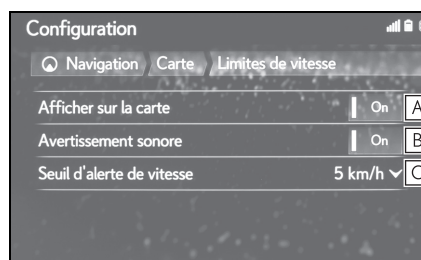 Configuration
Navigation Carte Limites de vitesse
Afficher sur la carte On A
Avertissement sonore On B
Seuil d'alerte de vitesse 5 km/h C